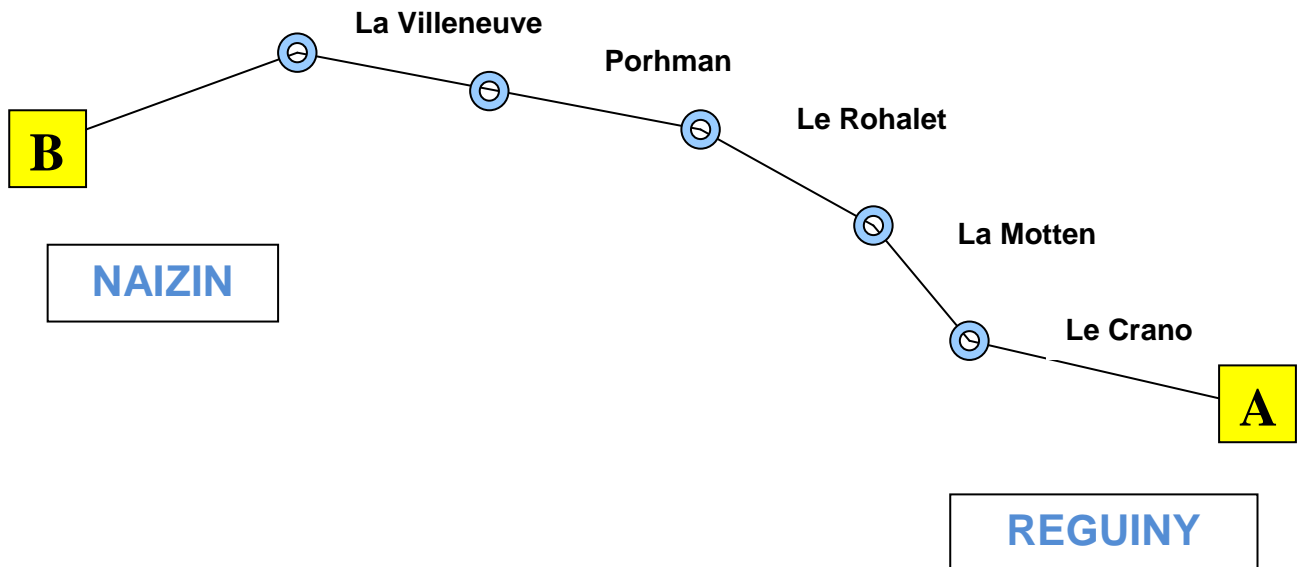 La Villeneuve
Porhman
Le Rohalet
B
La Motten
NAIZIN
Le Crano
A
REGUINY